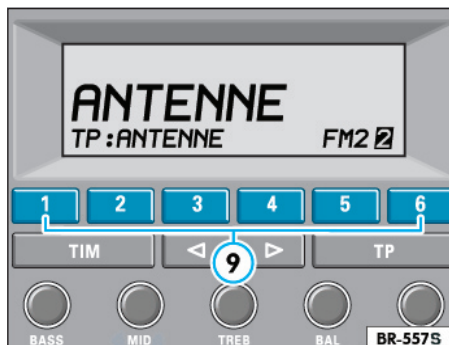 ANTENNE
TP:ANTENNE FM2 2
1 2 3 4 5 6
TIM ◁ ▷ TP
9
BASS MID TREB BAL
BR-557S